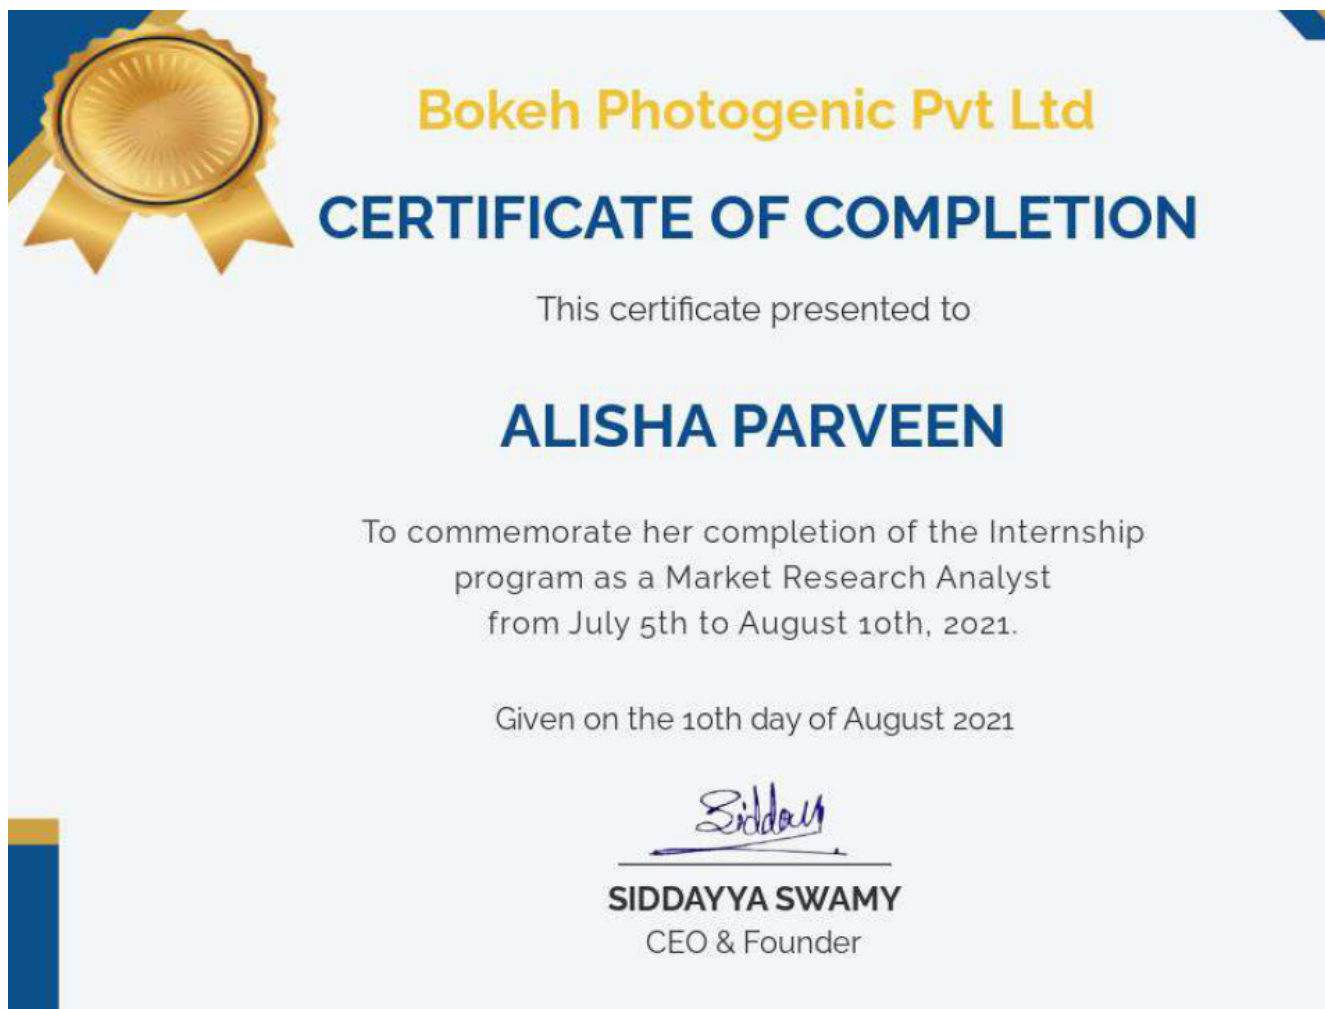 Bokeh Photogenic Pvt Ltd
CERTIFICATE OF COMPLETION
This certificate presented to
ALISHA PARVEEN
To commemorate her completion of the Internship
program as a Market Research Analyst
from July 5th to August 10th, 2021.
Given on the 10th day of August 2021
Sidday
SIDDAYYA SWAMY
CEO & Founder